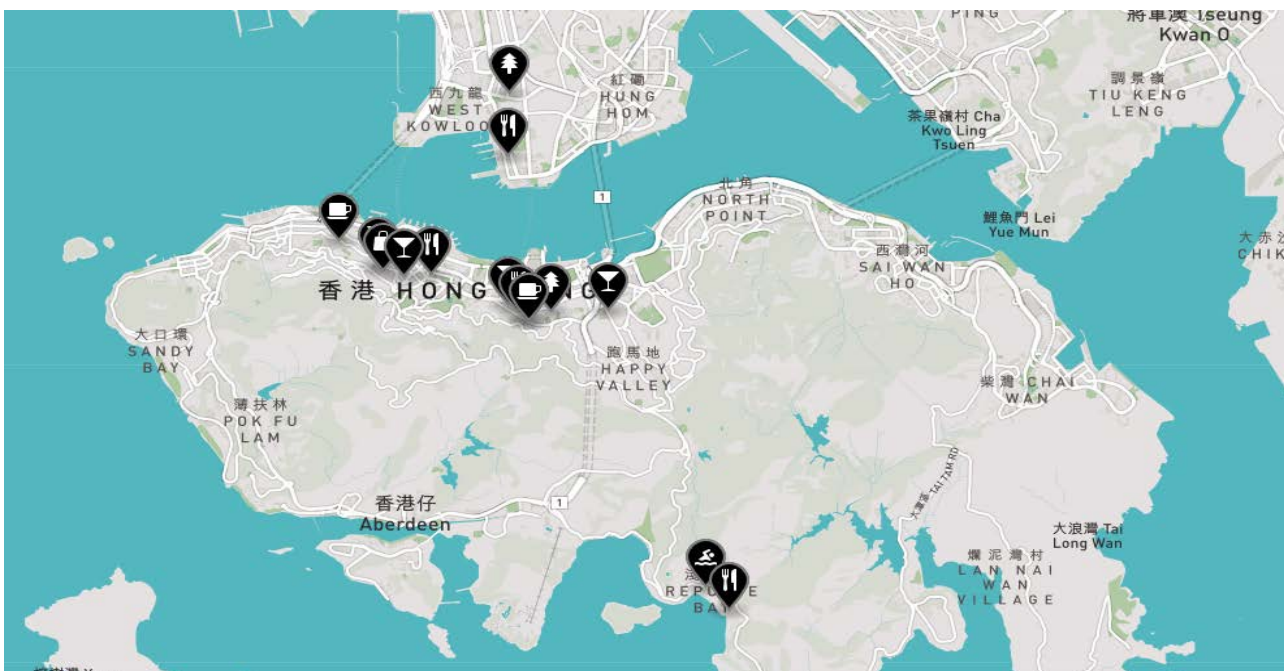 PING
將軍澳 Tseung
Kwan O
西九龍
WEST
紅磡
HUNG
HOM
調景嶺
TIU KENG
LENG
茶果嶺村 Cha
Kwo Ling
Tsuen
1
北角
NORTH
POINT
鯉魚門 Lei
Yue Mun
西灣河
SAI WAN
HO
香港 HONG
大口環
SANDY
BAY
跑馬地
HAPPY
VALLEY
柴灣 CHAI
WAN
薄扶林
POK FU
LAM
香港仔
Aberdeen
1
大潭道 TAI TAM RD
大浪灣 Tai
Long Wan
爛泥灣村
LAN NAI
WAN
VILLAGE